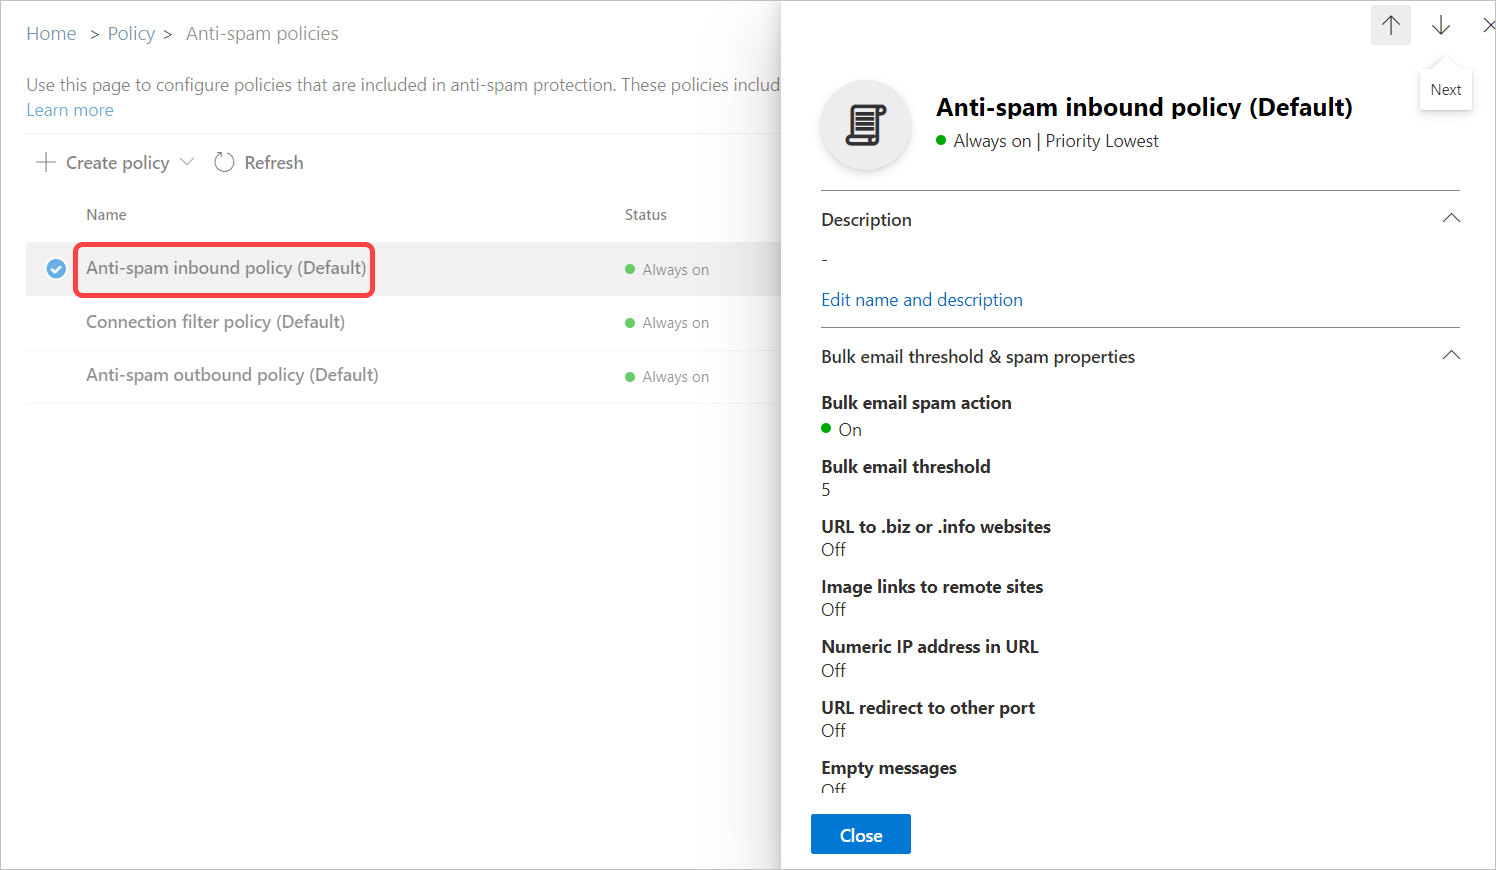 Home > Policy > Anti-spam policies
Use this page to configure policies that are included in anti-spam protection. These policies includ
Learn more
Create policy Refresh
Name Status
Anti-spam inbound policy (Default) Always on
Connection filter policy (Default) Always on
Anti-spam outbound policy (Default) Always on
Next
Anti-spam inbound policy (Default)
Always on | Priority Lowest
Description
-
Edit name and description
Bulk email threshold & spam properties
Bulk email spam action
On
Bulk email threshold
5
URL to .biz or .info websites
Off
Image links to remote sites
Off
Numeric IP address in URL
Off
URL redirect to other port
Off
Empty messages
Off
Close